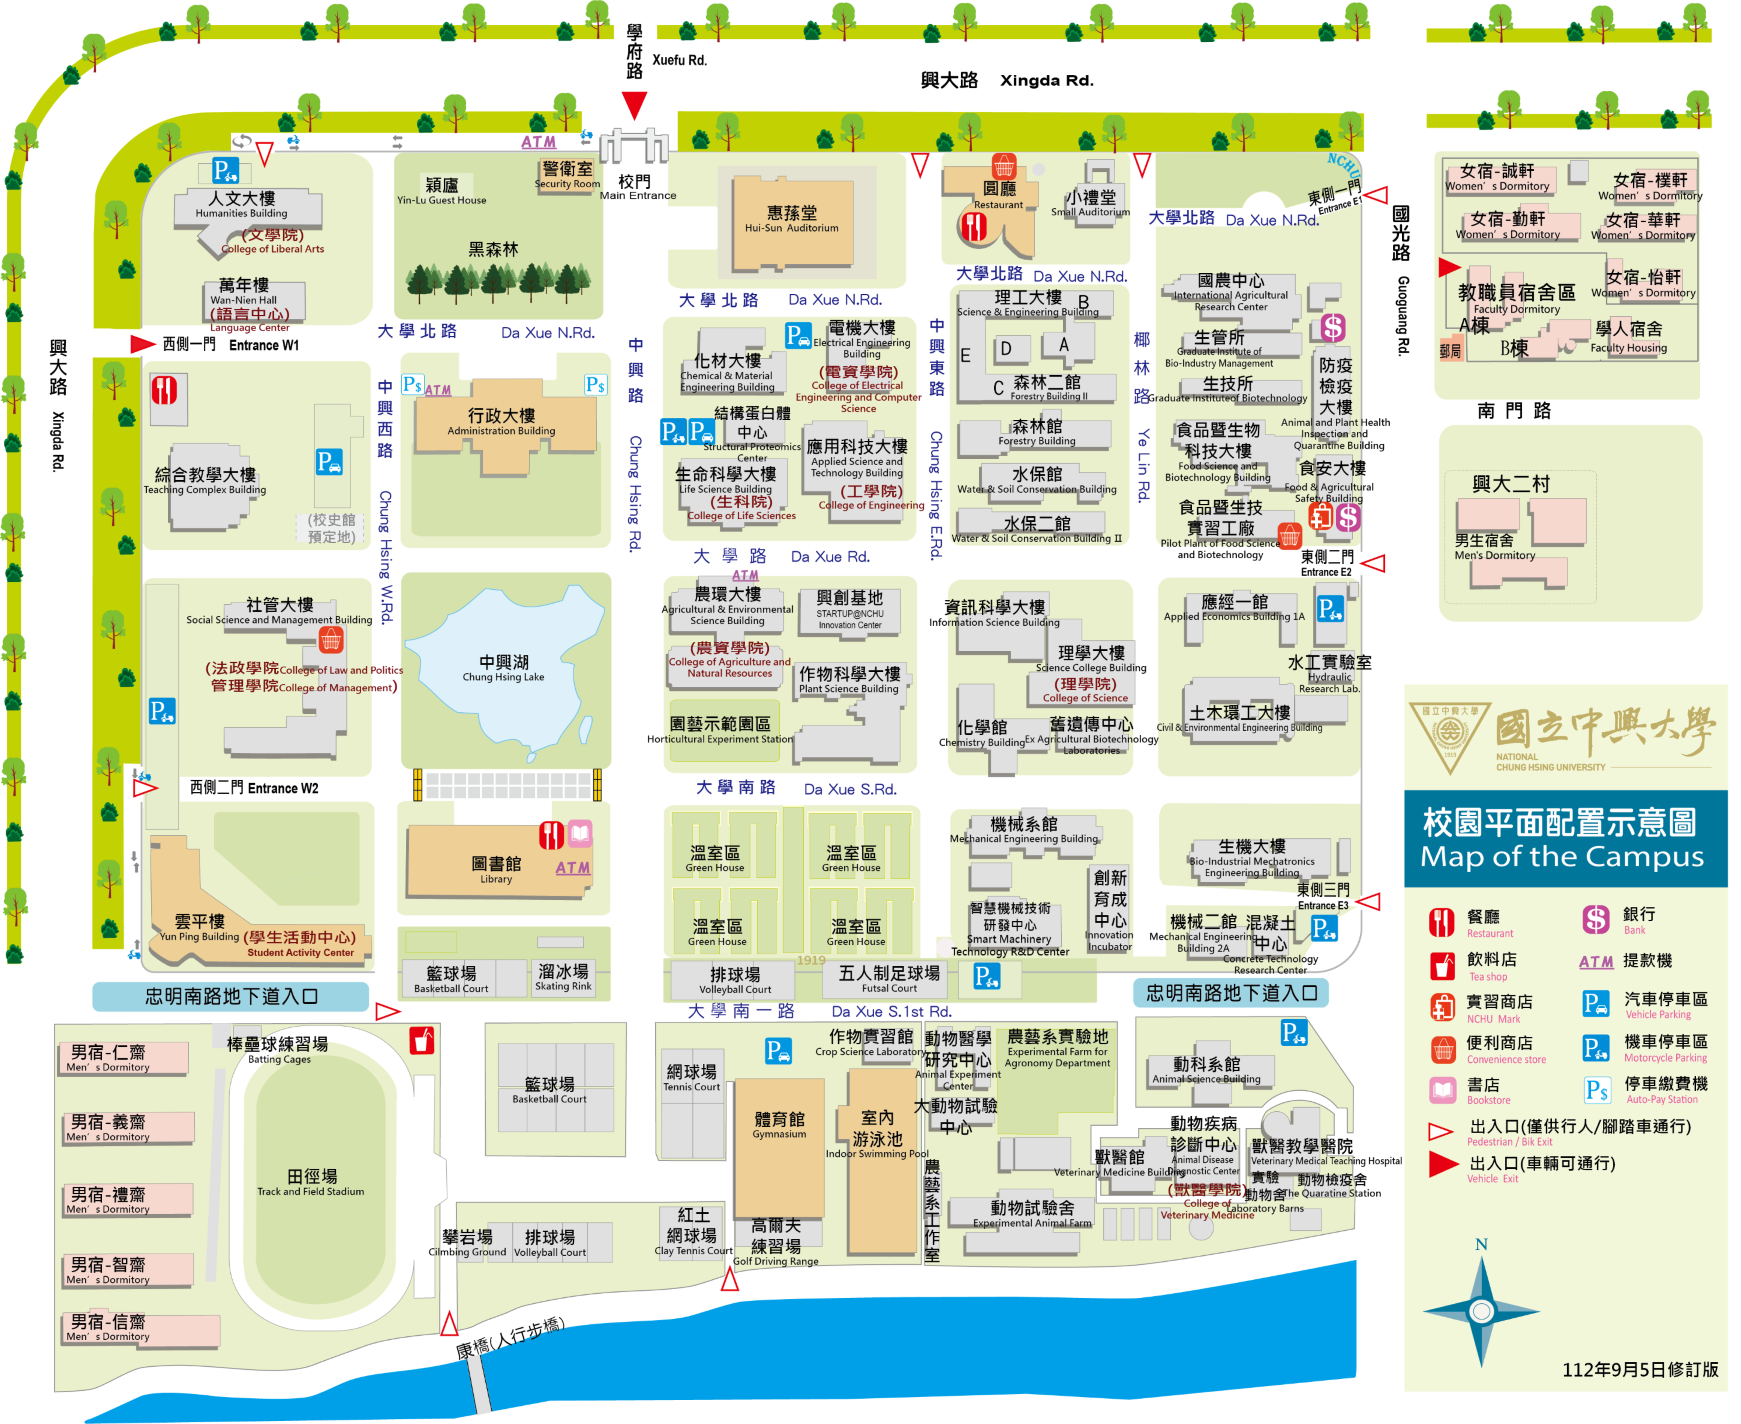 學府路
Xuefu Rd.
興大路 Xingda Rd.
ATM
校門
Main Entrance
警衛室
Security Room
穎廬
Yin-Lu Guest House
黑森林
人文大樓
Humanities Building
(文學院)
College of Liberal Arts
萬年樓
Wan-Nien Hall
(語言中心)
Language Center
西側一門 Entrance W1
興大路 Xingda Rd.
大學北路 Da Xue N.Rd.
惠蓀堂
Hui-Sun Auditorium
圓廳
Restaurant
小禮堂
Small Auditorium
大學北路 Da Xue N.Rd.
大學北路 Da Xue N.Rd.
大學北路 Da Xue N.Rd.
NCHU
東側一門
Entrance E1
國光路 Guoguang Rd.
女宿-誠軒
Women's Dormitory
女宿-樸軒
Women's Dormitory
女宿-勤軒
Women's Dormitory
女宿-華軒
Women's Dormitory
女宿-怡軒
Women's Dormitory
教職員宿舍區
Faculty Dormitory
A棟
B棟
學人宿舍
Faculty Housing
郵局
南門路
興大二村
男生宿舍
Men's Dormitory
綜合教學大樓
Teaching Complex Building
(校史館
預定地)
中興西路 Chung Hsing W.Rd.
ATM
行政大樓
Administration Building
中興路 Chung Hsing Rd.
化材大樓
Chemical & Material
Engineering Building
電機大樓
Electrical Engineering
Building
(電資學院)
College of Electrical
Engineering and Computer
Science
結構蛋白體
中心
Structural Proteomics
Center
生命科學大樓
Life Science Building
(生科院)
College of Life Sciences
應用科技大樓
Applied Science and
Technology Building
(工學院)
College of Engineering
大學路 Da Xue Rd.
中興東路 Chung Hsing E.Rd.
理工大樓 B
Science & Engineering Building
E
D
A
C
森林二館
Forestry Building II
森林館
Forestry Building
水保館
Water & Soil Conservation Building
水保二館
Water & Soil Conservation Building II
椰林路 Ye Lin Rd.
國農中心
International Agricultural
Research Center
生管所
Graduate Institute of
Bio-Industry Management
生技所
Graduate Institute of Biotechnology
防疫
檢疫
大樓
Animal and Plant Health
Inspection and
Quarantine Building
食品暨生物
科技大樓
Food Science and
Biotechnology Building
食安大樓
Food & Agricultural
Safety Building
食品暨生技
實習工廠
Pilot Plant of Food Science
and Biotechnology
東側二門
Entrance E2
社管大樓
Social Science and Management Building
(法政學院College of Law and Politics
管理學院College of Management)
西側二門 Entrance W2
中興湖
Chung Hsing Lake
ATM
農環大樓
Agricultural & Environmental
Science Building
(農資學院)
College of Agriculture and
Natural Resources
興創基地
STARTUP@NCHU
Innovation Center
作物科學大樓
Plant Science Building
園藝示範園區
Horticultural Experiment Station
大學南路 Da Xue S.Rd.
資訊科學大樓
Information Science Building
理學大樓
Science College Building
(理學院)
College of Science
化學館
Chemistry Building
舊遺傳中心
Ex Agricultural Biotechnology
Laboratories
應經一館
Applied Economics Building 1A
水工實驗室
Hydraulic
Research Lab.
土木環工大樓
Civil & Environmental Engineering Building
圖書館
Library
ATM
雲平樓
Yun Ping Building
(學生活動中心)
Student Activity Center
溫室區
Green House
溫室區
Green House
溫室區
Green House
溫室區
Green House
1919
機械系館
Mechanical Engineering Building
智慧機械技術
研發中心
Smart Machinery
Technology R&D Center
創新
育成
中心
Innovation
Incubator
生機大樓
Bio-Industrial Mechatronics
Engineering Building
東側三門
Entrance E3
機械二館
Mechanical Engineering
Building 2A
混凝土
中心
Concrete Technology
Research Center
籃球場
Basketball Court
溜冰場
Skating Rink
排球場
Volleyball Court
五人制足球場
Futsal Court
忠明南路地下道入口
忠明南路地下道入口
大學南一路 Da Xue S.1st Rd.
男宿-仁齋
Men's Dormitory
男宿-義齋
Men's Dormitory
男宿-禮齋
Men's Dormitory
男宿-智齋
Men's Dormitory
男宿-信齋
Men's Dormitory
棒壘球練習場
Batting Cages
田徑場
Track and Field Stadium
籃球場
Basketball Court
攀岩場
Cilmbing Ground
排球場
Volleyball Court
網球場
Tennis Court
紅土
網球場
Clay Tennis Court
體育館
Gymnasium
高爾夫
練習場
Golf Driving Range
室內
游泳池
Indoor Swimming Pool
作物實習館
Crop Science Laboratory
動物醫學
研究中心
Animal Experiment
Center
大動物試驗
中心
農藝系實驗地
Experimental Farm for
Agronomy Department
農藝系工作室
動物試驗舍
Experimental Animal Farm
動科系館
Animal Science Building
獸醫館
Veterinary Medicine Building
動物疾病
診斷中心
Animal Disease
Diagnostic Center
(獸醫學院)
College of
Veterinary Medicine
獸醫教學醫院
Veterinary Medical Teaching Hospital
實驗
動物舍
Laboratory Barns
動物檢疫舍
The Quaratine Station
康橋(人行步橋)
國立中興大學
1919
國立中興大學
NATIONAL
CHUNG HSING UNIVERSITY
校園平面配置示意圖
Map of the Campus
餐廳
Restaurant
銀行
Bank
飲料店
Tea shop
ATM 提款機
實習商店
NCHU Mark
汽車停車區
Vehicle Parking
便利商店
Convenience store
機車停車區
Motorcycle Parking
書店
Bookstore
停車繳費機
Auto-Pay Station
出入口(僅供行人/腳踏車通行)
Pedestrian / Bik Exit
出入口(車輛可通行)
Vehicle Exit
N
112年9月5日修訂版